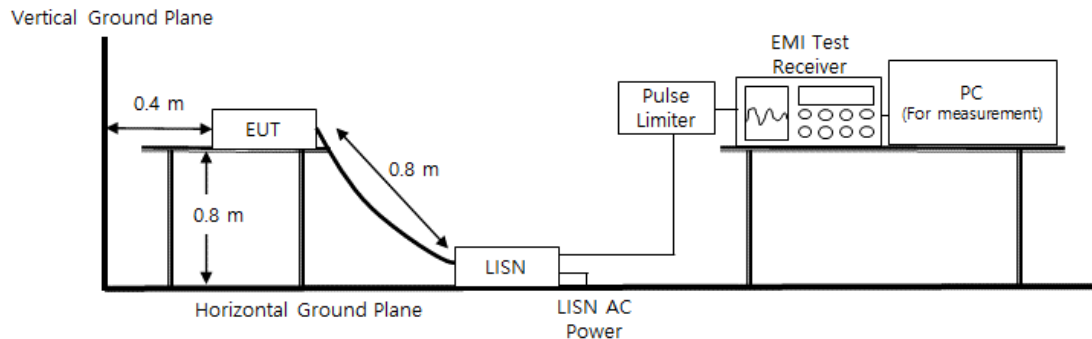 Vertical Ground Plane
EMI Test
Receiver
0.4 m
EUT
Pulse
Limiter
PC
(For measurement)
0.8 m
0.8 m
LISN
Horizontal Ground Plane
LISN AC
Power